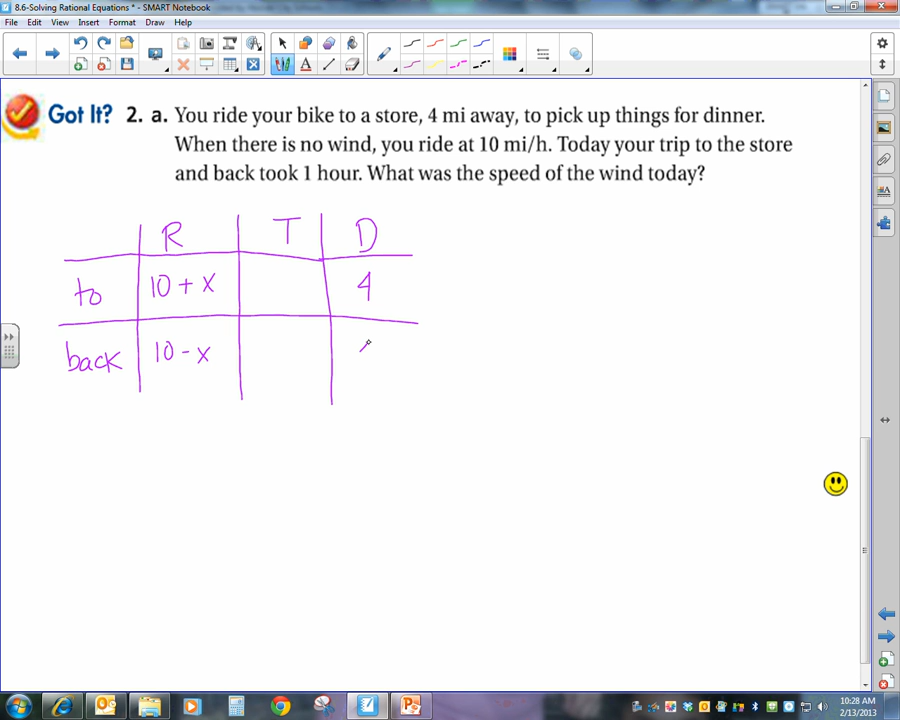 8.6-Solving Rational Equations * - SMART Notebook
File Edit View Insert Format Draw Tools Help
Got It? 2. a. You ride your bike to a store, 4 mi away, to pick up things for dinner.
When there is no wind, you ride at 10 mi/h. Today your trip to the store
and back took 1 hour. What was the speed of the wind today?
R T D
to 10 + x 4
back 10 - x
10:28 AM
2/13/2013